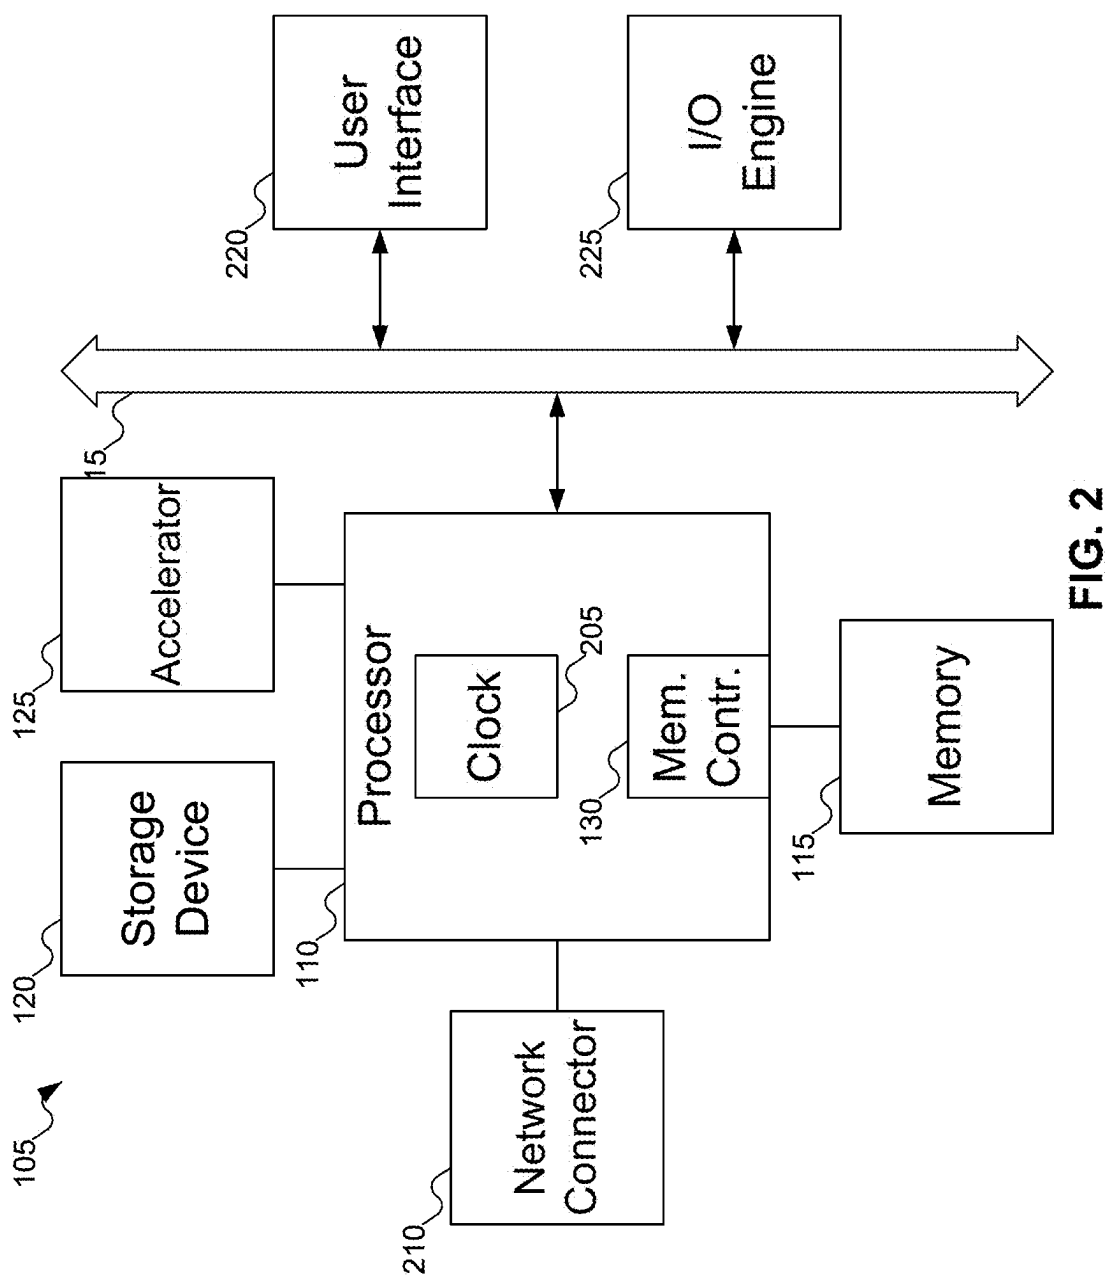 105
120
125
Storage
Device
Accelerator
15
220
User
Interface
110
Processor
210
Network
Connector
Clock
205
130
Mem.
Contr.
225
I/O
Engine
115
Memory
FIG. 2